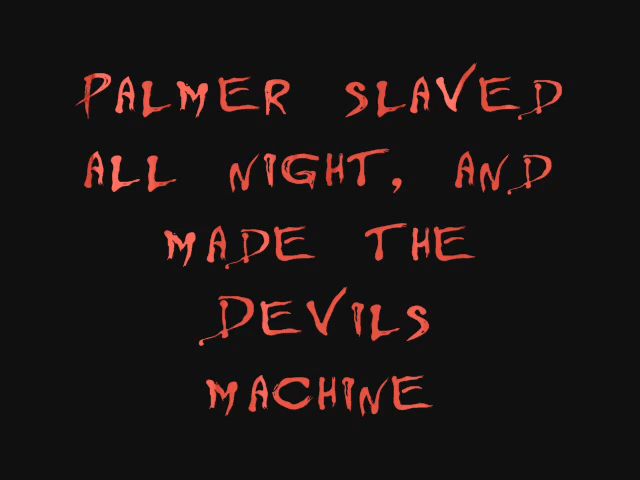 PALMER SLAVED
ALL NIGHT, AND
MADE THE
DEVILS
MACHINE